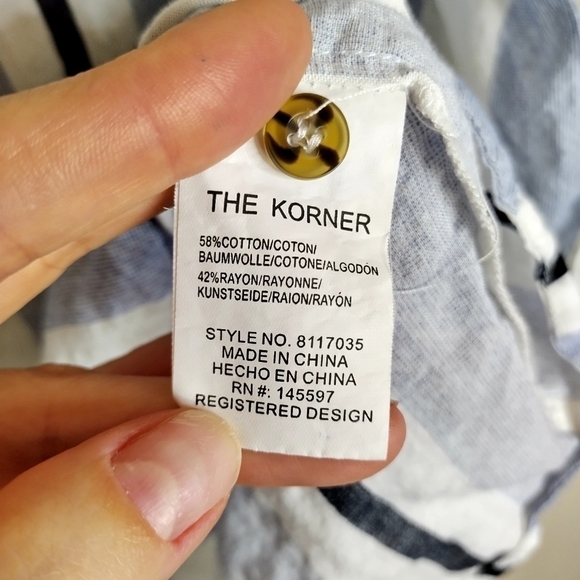 THE KORNER
58%COTTON/COTON/
BAUMWOLLE/COTONE/ALGODÓN
42%RAYON/RAYONNE/
KUNSTSEIDE/RAION/RAYÓN
STYLE NO. 8117035
MADE IN CHINA
HECHO EN CHINA
RN #: 145597
REGISTERED DESIGN